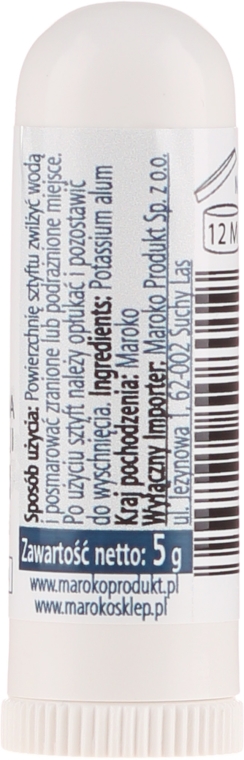 Sposób użycia: Powierzchnię sztyftu zwilżyć wodą
i posmarować zranione lub podrażnione miejsce.
Po użyciu sztyft należy opłukać i pozostawić
do wyschnięcia. Ingredients: Potassium alum
Kraj pochodzenia: Maroko
Wyłączny Importer: Maroko Produkt Sp. z o.o.
ul. Jeżynowa 1, 62-002 Suchy Las
Zawartość netto: 5 g
www.marokoprodukt.pl
www.marokosklep.pl
12 M